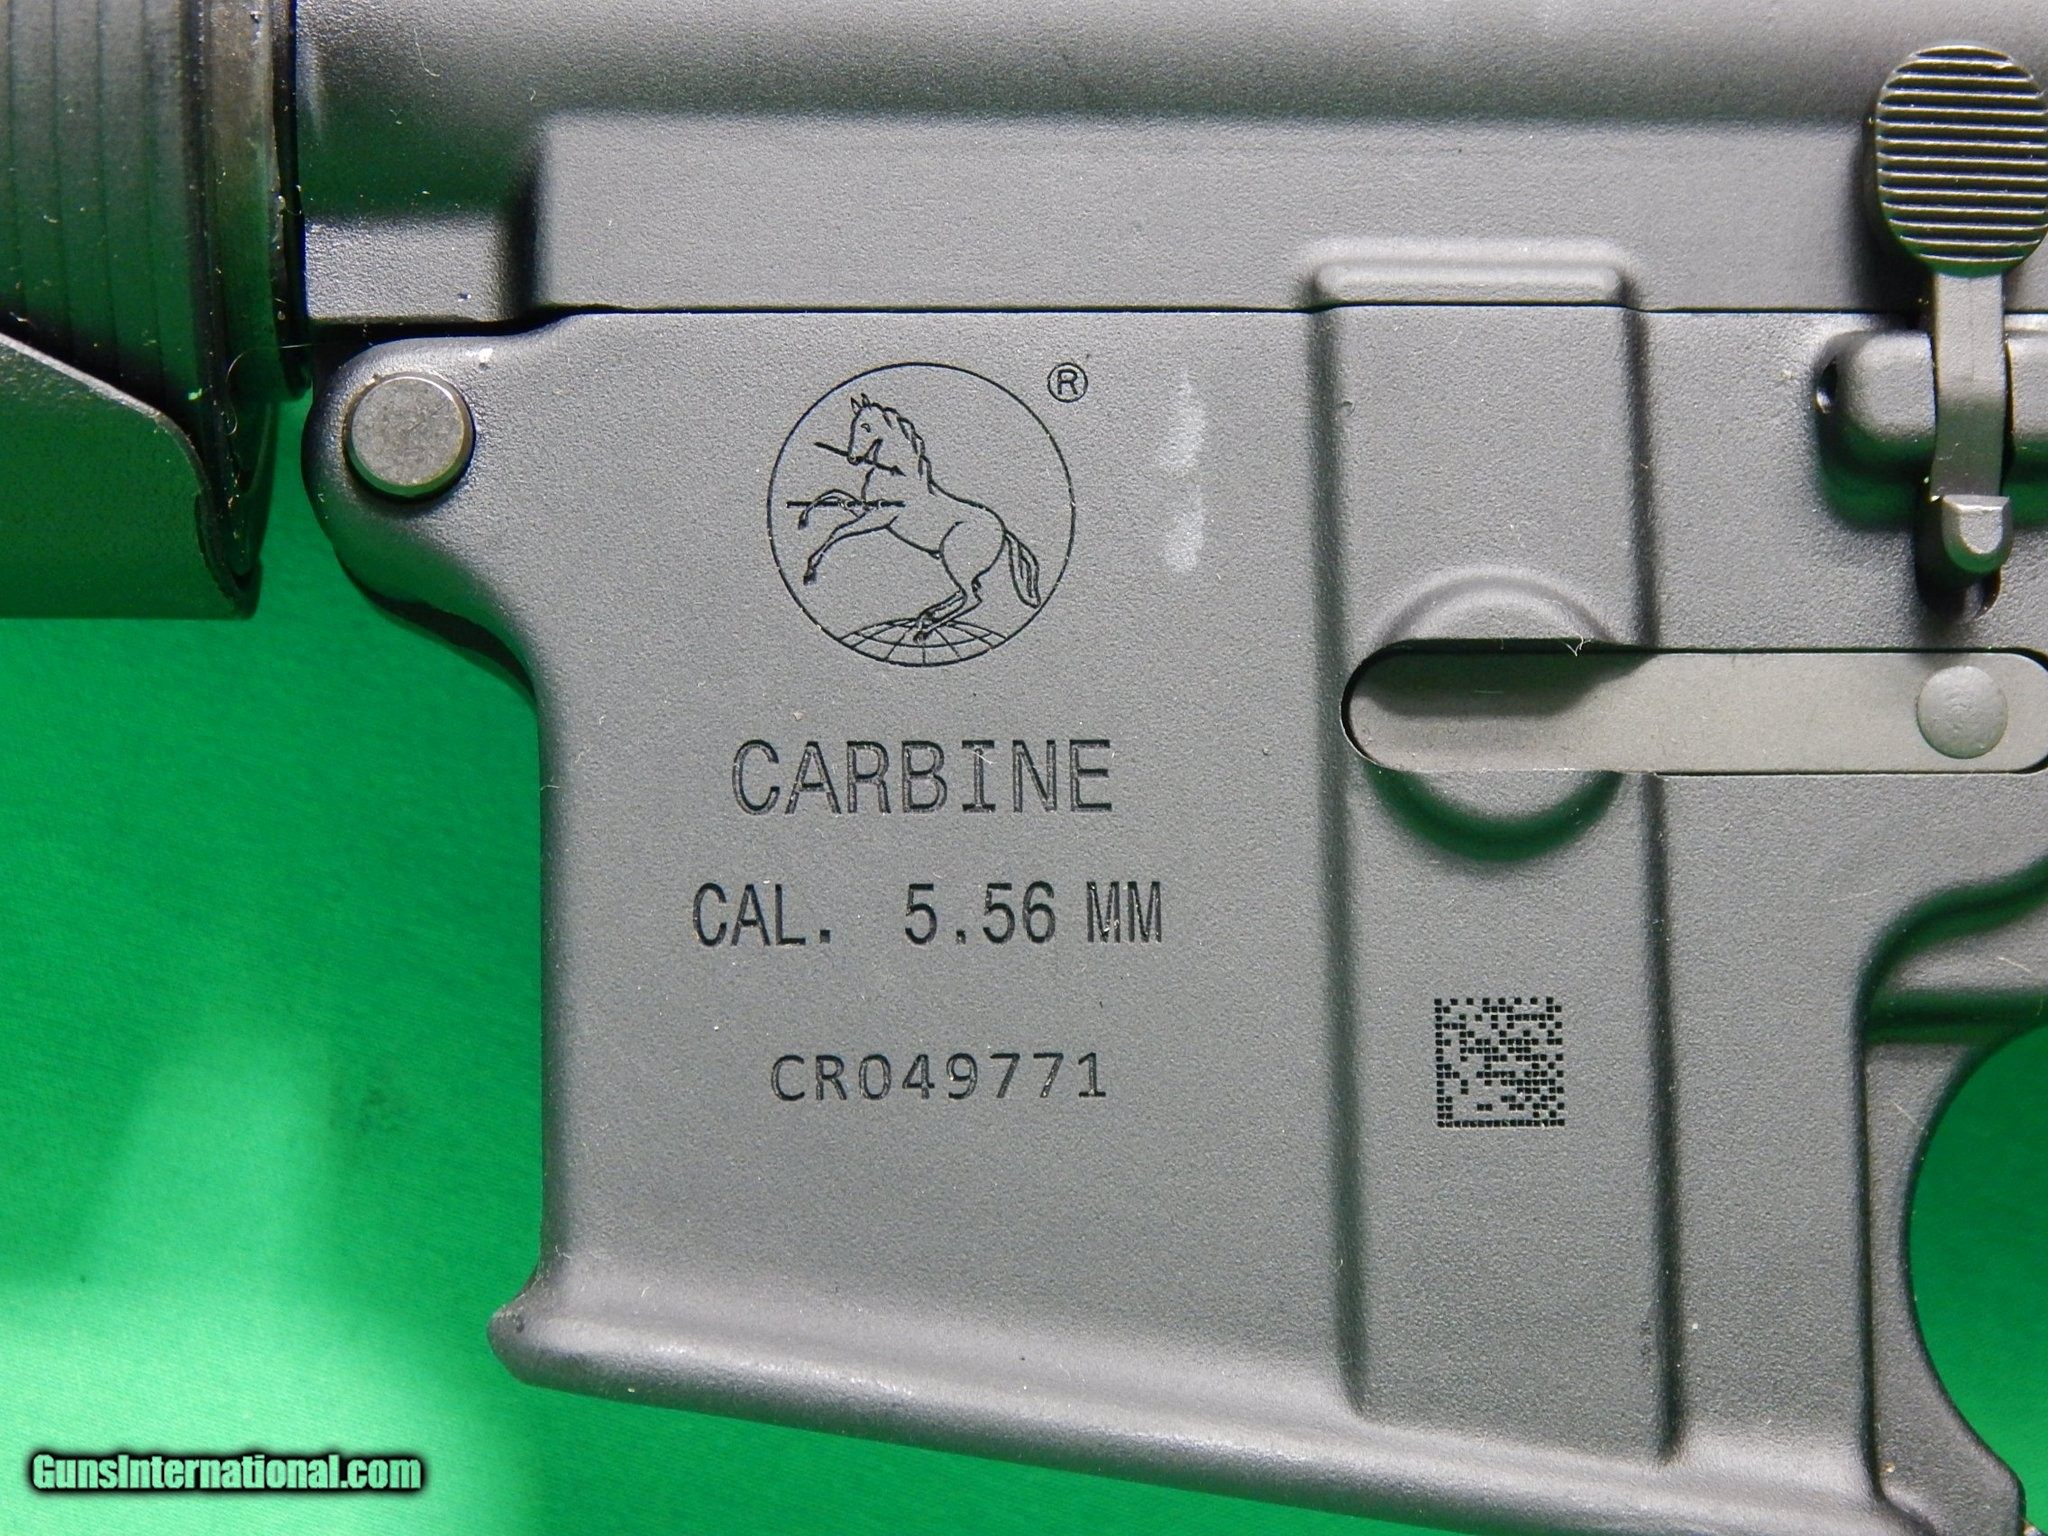 ®
CARBINE
CAL. 5.56 MM
CR049771
GunsInternational.com